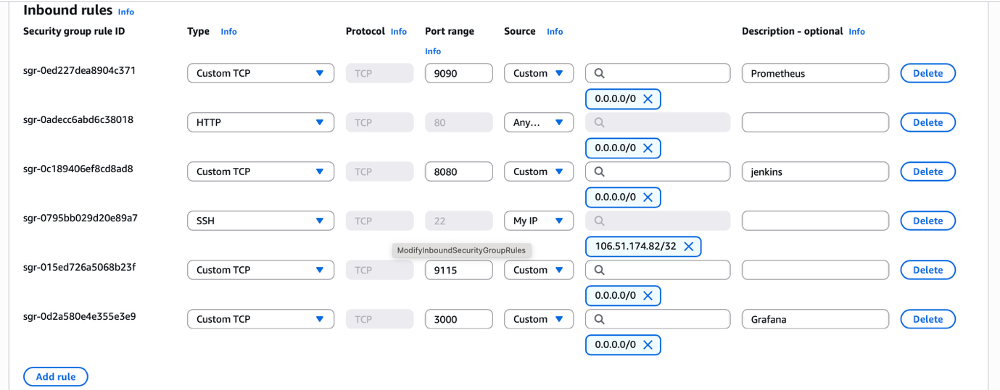 Inbound rules Info
Security group rule ID Type Info Protocol Info Port range Info Source Info Description - optional Info
sgr-0ed227dea8904c371 Custom TCP TCP 9090 Custom Prometheus Delete
0.0.0.0/0
sgr-0adecc6abd6c38018 HTTP TCP 80 Any... Delete
0.0.0.0/0
sgr-0c189406ef8cd8ad8 Custom TCP TCP 8080 Custom jenkins Delete
0.0.0.0/0
sgr-0795bb029d20e89a7 SSH TCP 22 My IP Delete
106.51.174.82/32
ModifyInboundSecurityGroupRules
sgr-015ed726a5068b23f Custom TCP TCP 9115 Custom Delete
0.0.0.0/0
sgr-0d2a580e4e355e3e9 Custom TCP TCP 3000 Custom Grafana Delete
0.0.0.0/0
Add rule